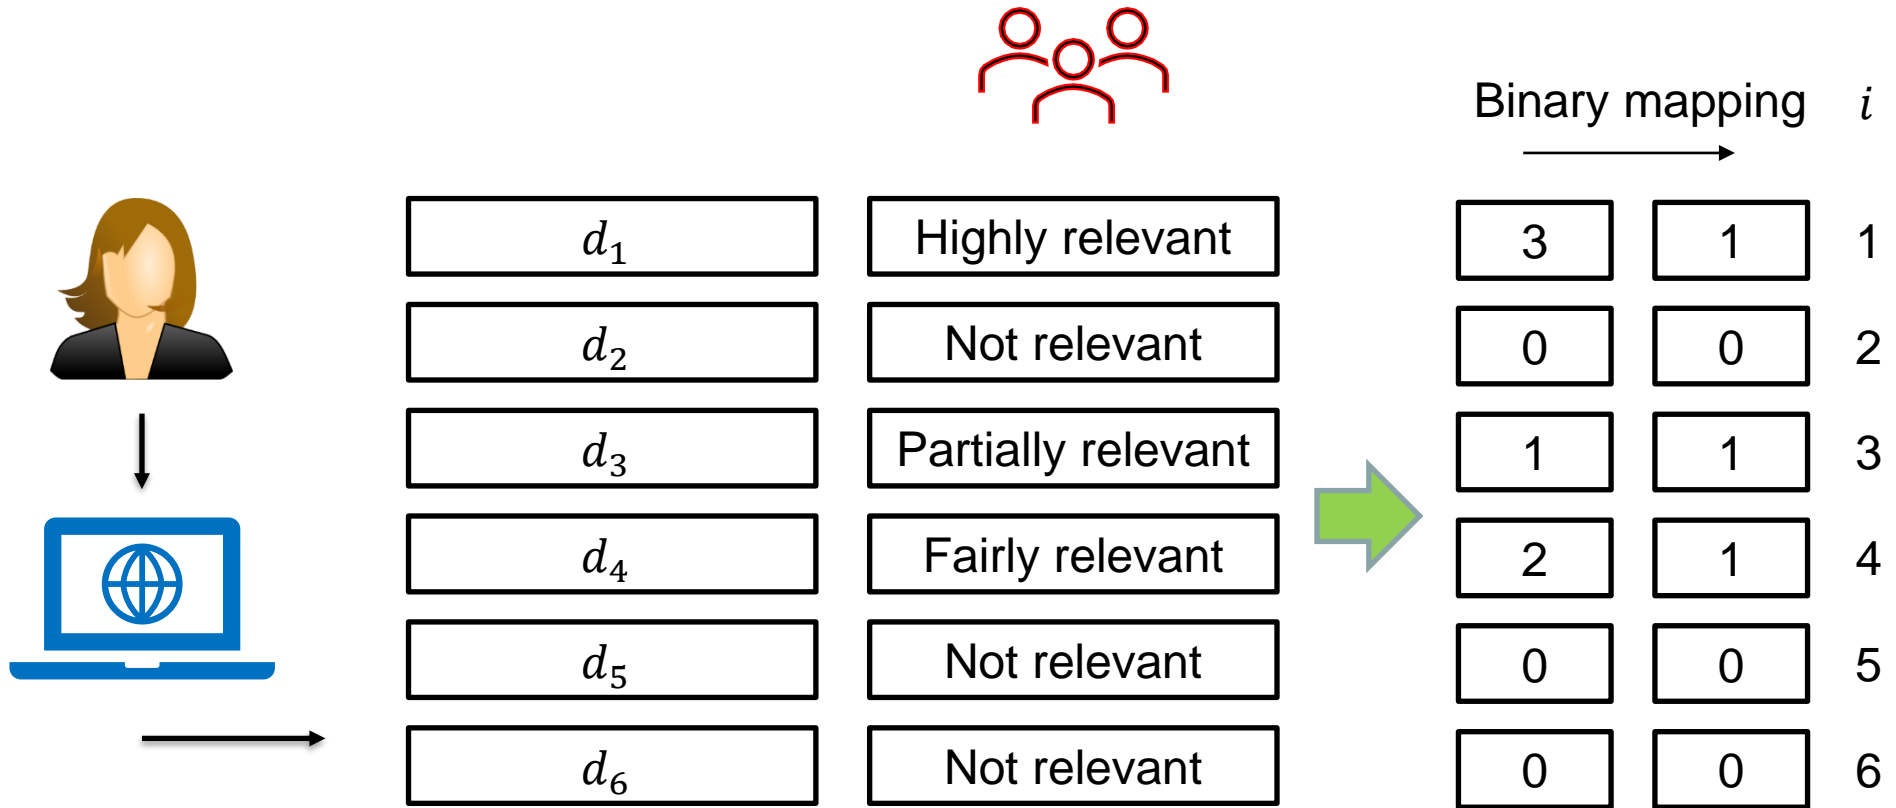 Binary mapping i
d₁ Highly relevant 3 1 1
d₂ Not relevant 0 0 2
d₃ Partially relevant 1 1 3
d₄ Fairly relevant 2 1 4
d₅ Not relevant 0 0 5
d₆ Not relevant 0 0 6